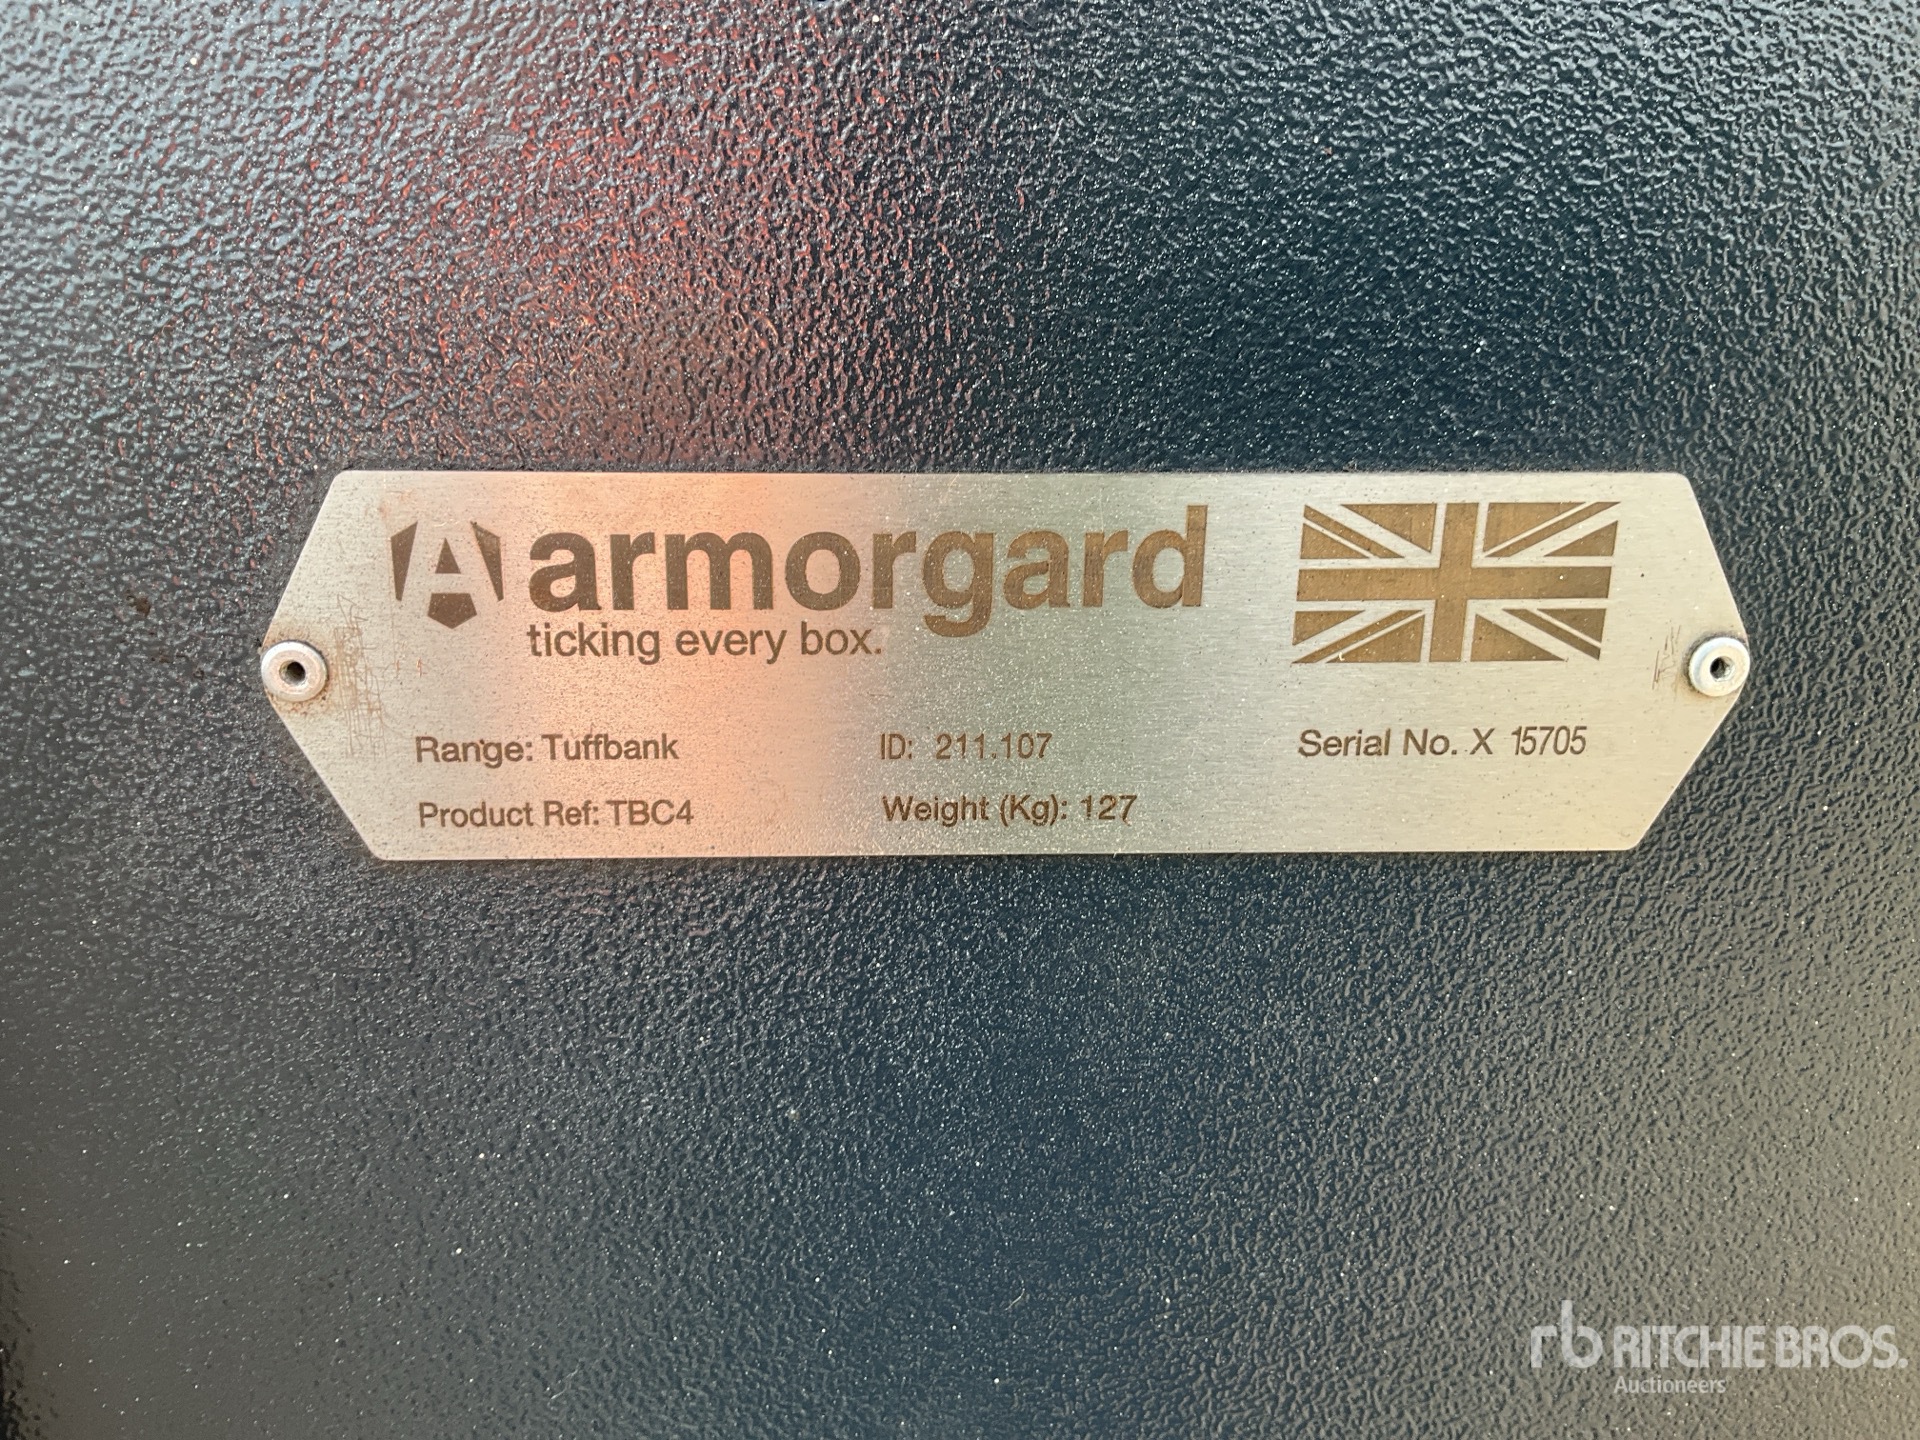 A armorgard
ticking every box.
Range: Tuffbank
ID: 211.107
Serial No. X 15705
Product Ref: TBC4
Weight (Kg): 127
rb RITCHIE BROS.
Auctioneers